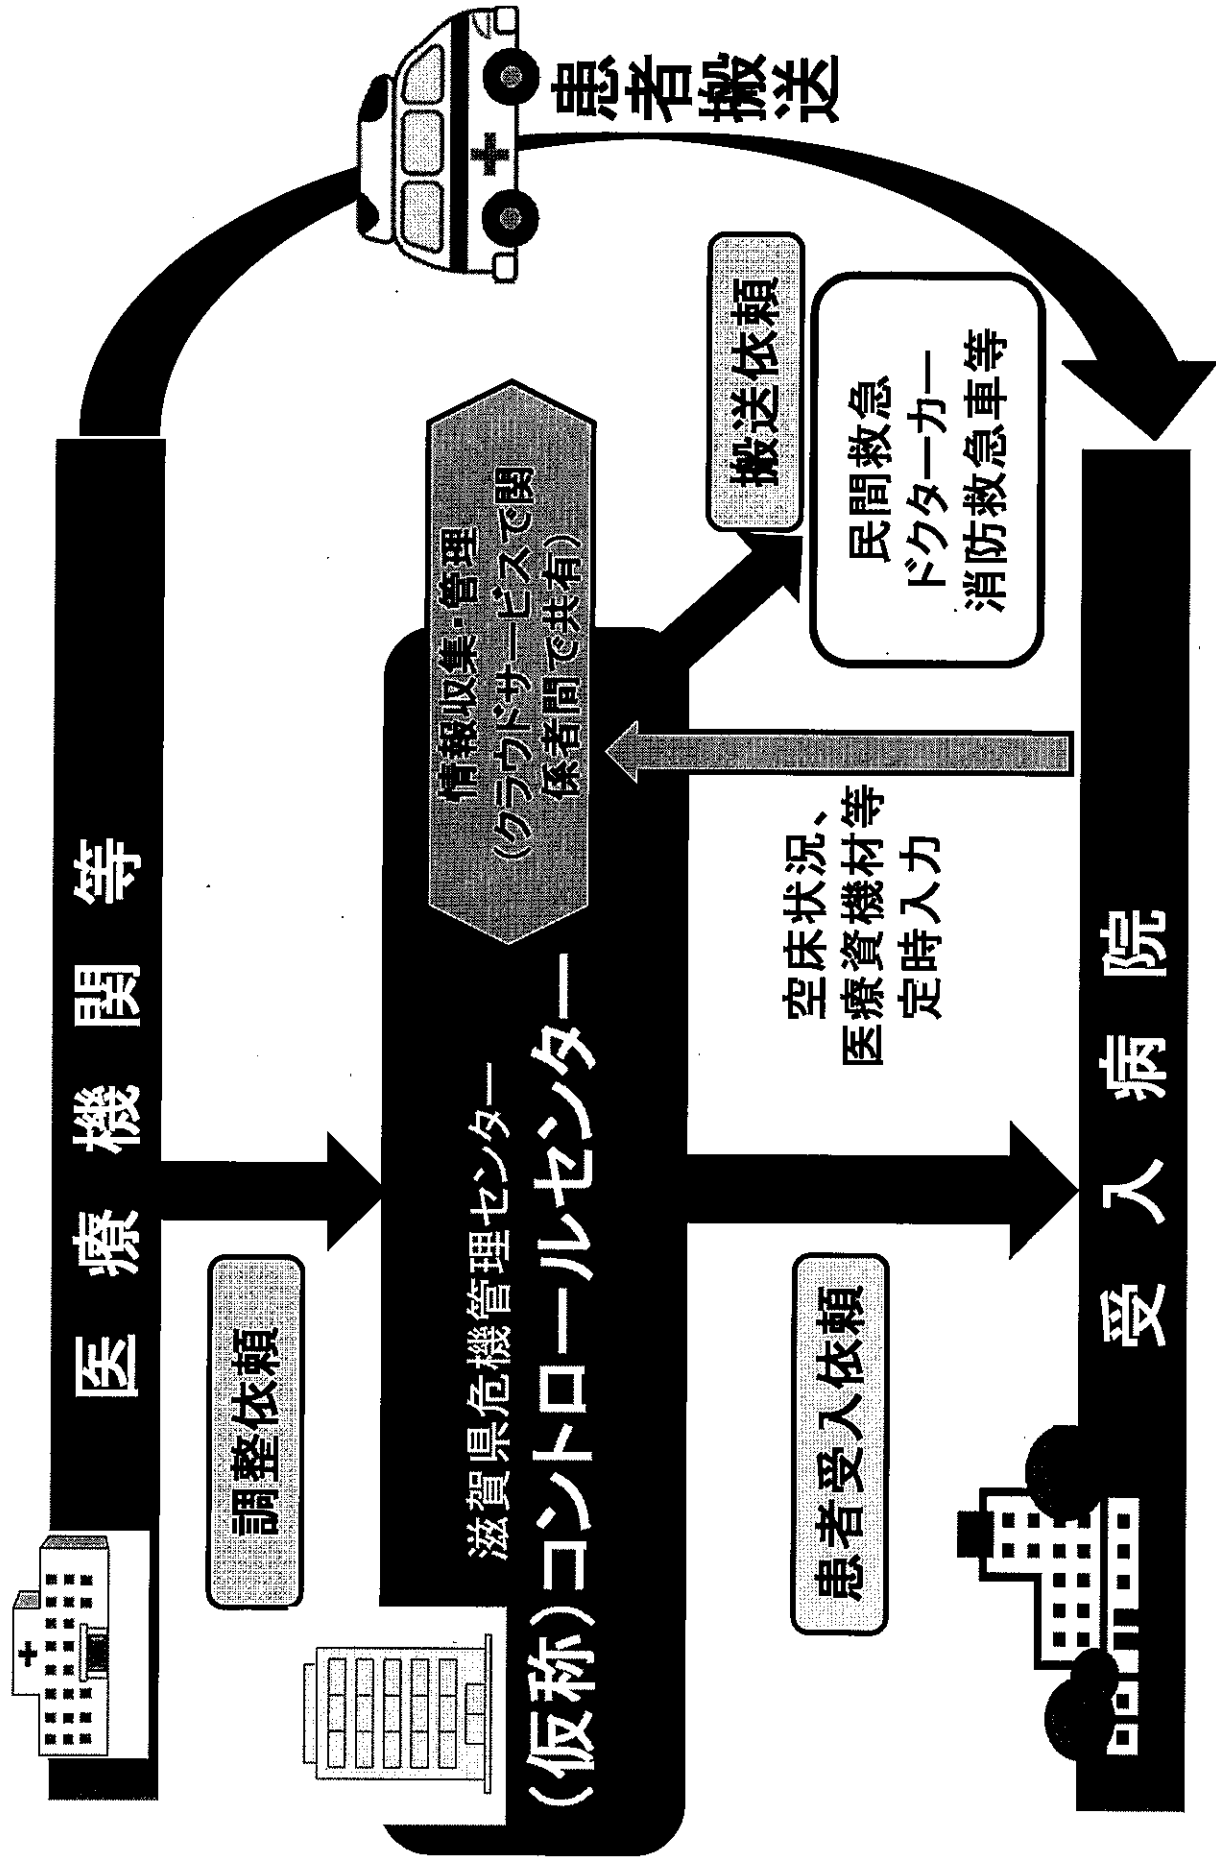 医療機関等
調整依頼
滋賀県危機管理センター
(仮称)コントロールセンター
情報収集・管理
(クラウドサービスで関
係者間で共有)
患者搬送
搬送依頼
民間救急
ドクターカー
消防救急車等
空床状況、
医療資機材等
定時入力
患者受入依頼
受入病院